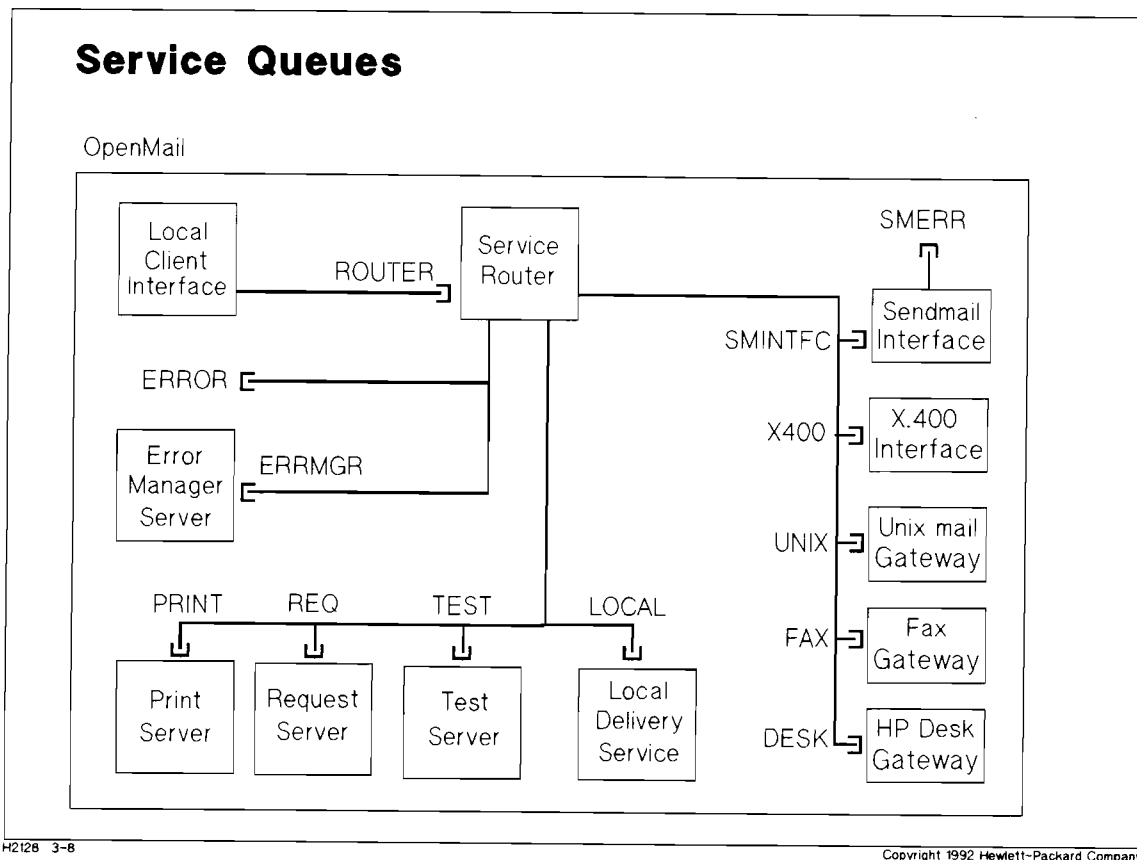 Service Queues
OpenMail
Local
Client
Interface
ROUTER
Service
Router
SMERR
Sendmail
Interface
SMINTFC
ERROR
X400
X.400
Interface
Error
Manager
Server
ERRMGR
UNIX
Unix mail
Gateway
PRINT
REQ
TEST
LOCAL
FAX
Fax
Gateway
Print
Server
Request
Server
Test
Server
Local
Delivery
Service
DESK
HP Desk
Gateway
H2128 3-8
Copyright 1992 Hewlett-Packard Company